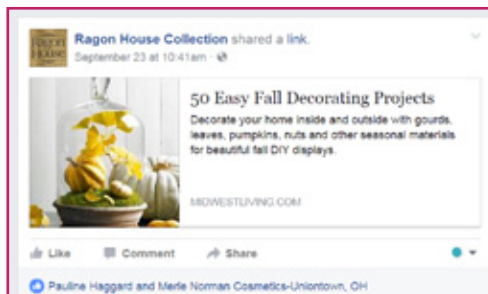 RAGON
HOUSE
Ragon House Collection shared a link.
September 23 at 10:41am
50 Easy Fall Decorating Projects
Decorate your home inside and outside with gourds,
leaves, pumpkins, nuts and other seasonal materials
for beautiful fall DIY displays.
MIDWESTLIVING.COM
Like Comment Share
Pauline Haggard and Merle Norman Cosmetics-Uniontown, OH